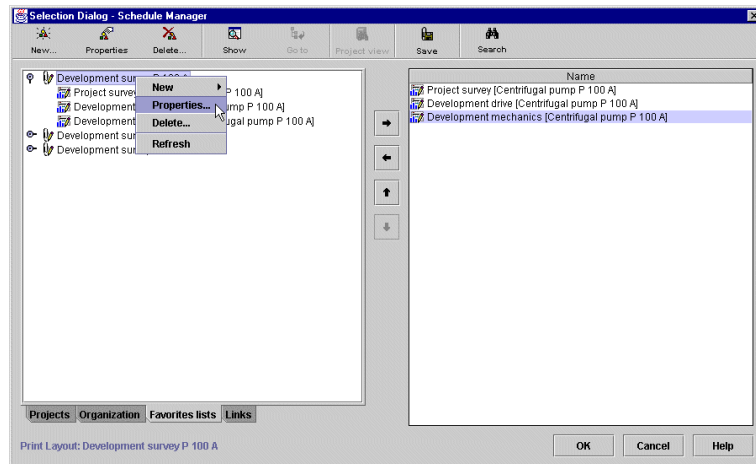 Selection Dialog - Schedule Manager
New... Properties Delete... Show Go to Project view Save Search
Development sur P 100 A
Project surve P 100 A]
Development ump P 100 A]
Development ugal pump P 100 A]
Development sur
Development sur
New
Properties...
Delete...
Refresh
Name
Project survey [Centrifugal pump P 100 A]
Development drive [Centrifugal pump P 100 A]
Development mechanics [Centrifugal pump P 100 A]
Projects Organization Favorites lists Links
Print Layout: Development survey P 100 A
OK Cancel Help